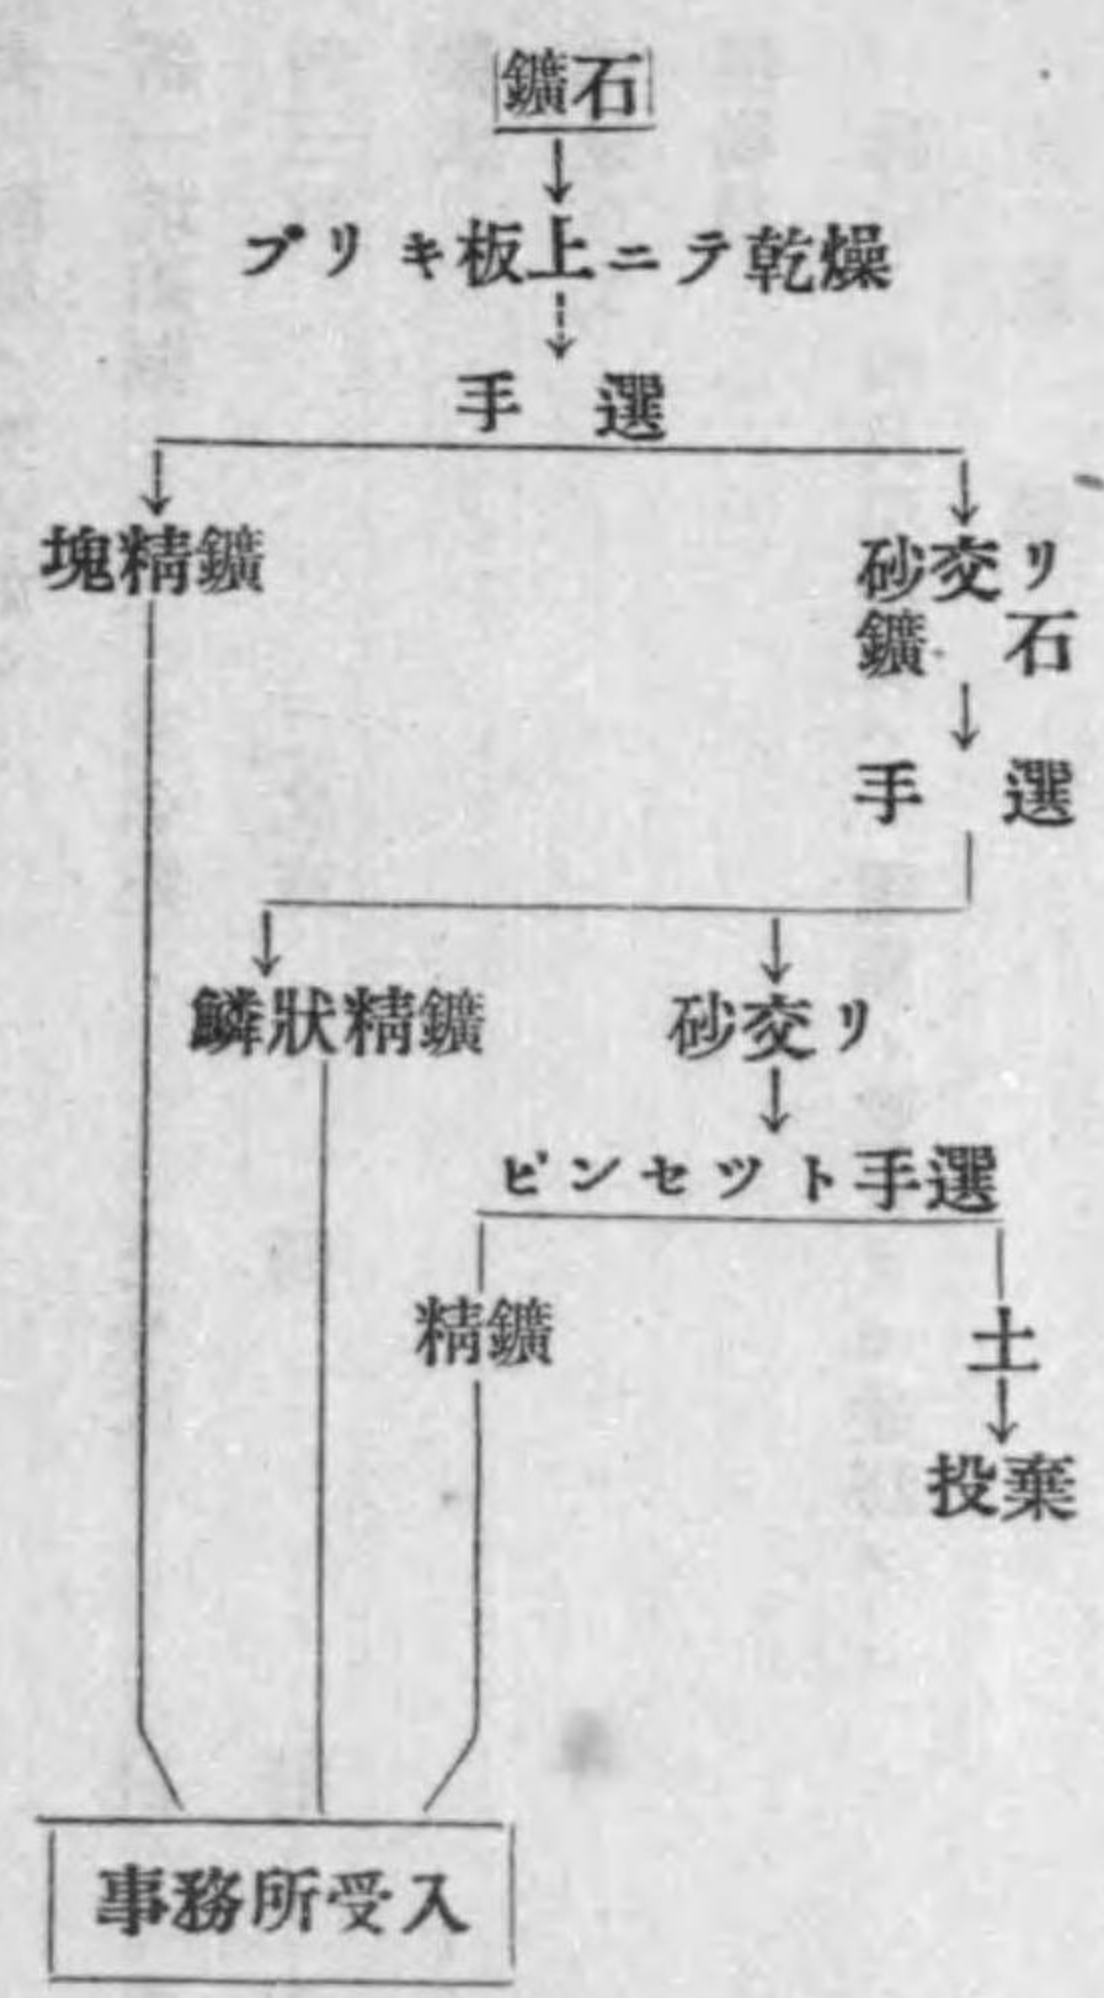 鑛石
ブリキ板上ニテ乾燥
手選
塊精鑛
砂交リ
鑛石
手選
鱗狀精鑛
砂交リ
ピンセツト手選
精鑛
土
投棄
事務所受入